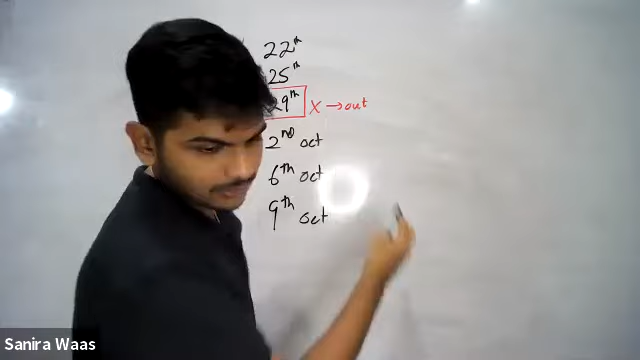 22th
25th
29th X → out
2nd oct
6th oct
9th oct
Sanira Waas